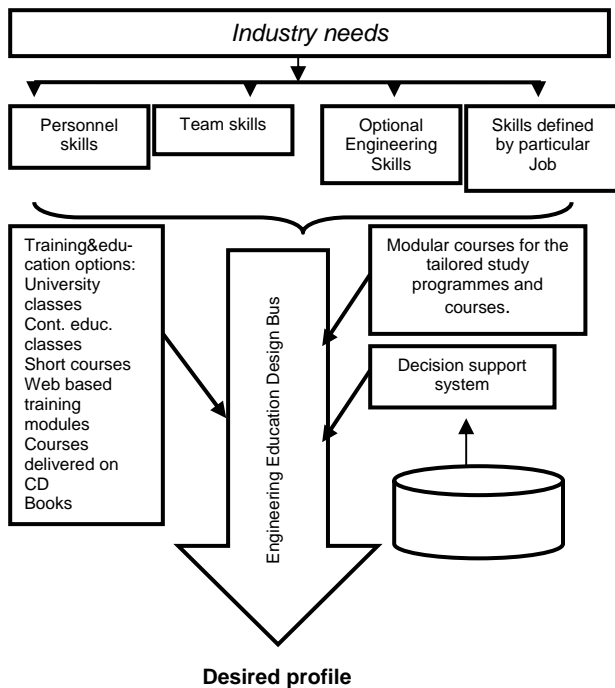 Industry needs
Personnel
skills
Team skills
Optional
Engineering
Skills
Skills defined
by particular
Job
Training&edu-
cation options:
University
classes
Cont. educ.
classes
Short courses
Web based
training
modules
Courses
delivered on
CD
Books
Engineering Education Design Bus
Modular courses for the
tailored study
programmes and
courses.
Decision support
system
Desired profile